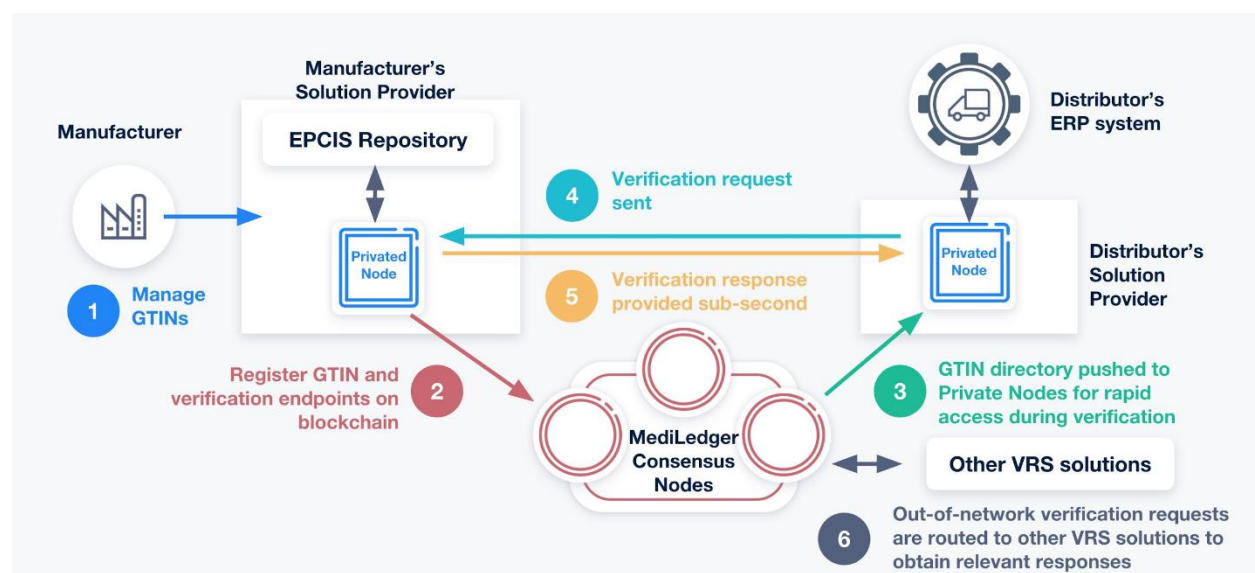 Manufacturer
Manufacturer's
Solution Provider
EPCIS Repository
Privated
Node
1
Manage
GTINs
4
Verification request
sent
5
Verification response
provided sub-second
Distributor's
ERP system
Privated
Node
Distributor's
Solution
Provider
Register GTIN and
verification endpoints on
blockchain
2
MediLedger
Consensus
Nodes
3
GTIN directory pushed to
Private Nodes for rapid
access during verification
Other VRS solutions
6
Out-of-network verification requests
are routed to other VRS solutions to
obtain relevant responses